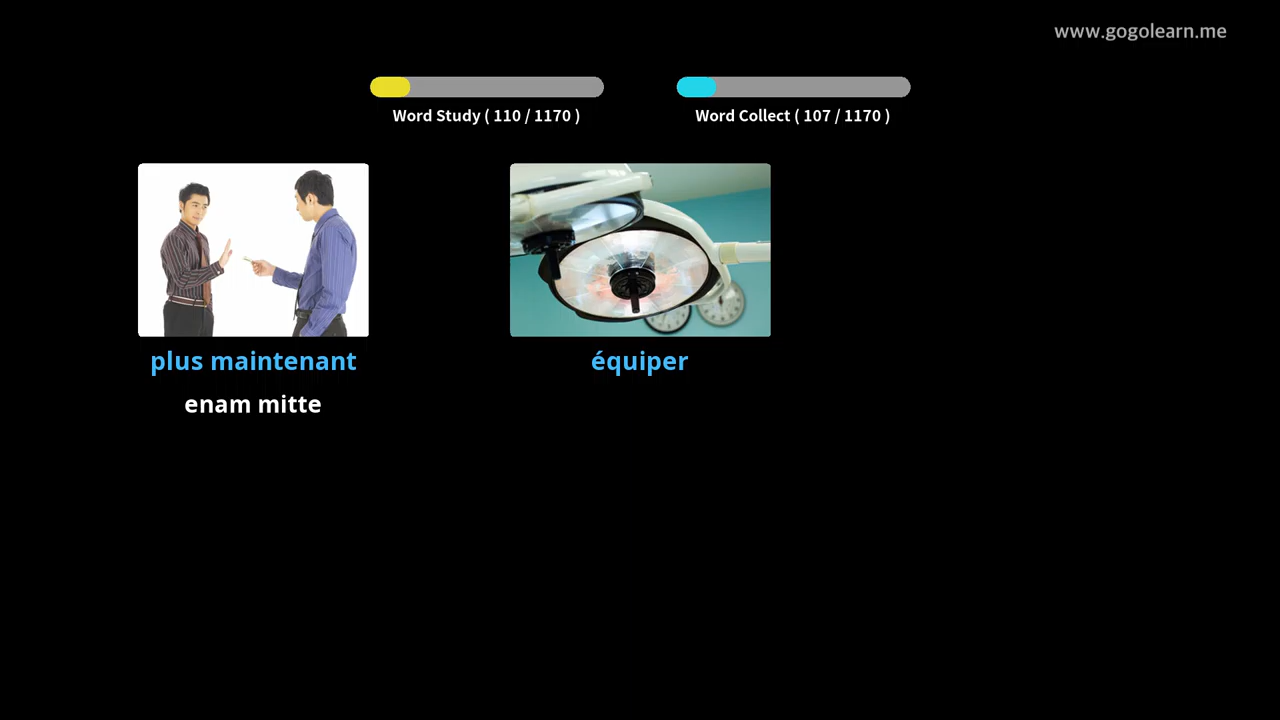 www.gogolearn.me
Word Study ( 110 / 1170 )
Word Collect ( 107 / 1170 )
plus maintenant
enam mitte
équiper